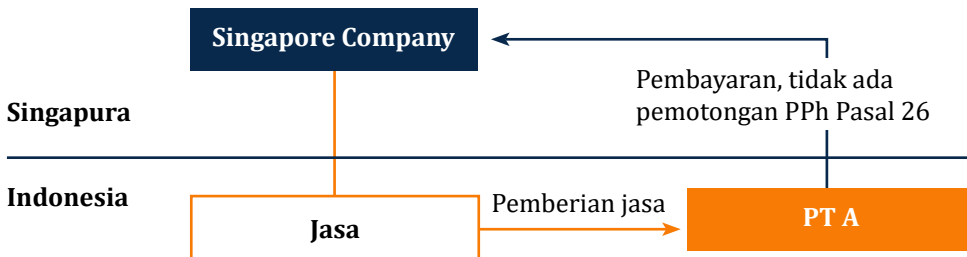 Singapore Company
Pembayaran, tidak ada
pemotongan PPh Pasal 26
Singapura
Indonesia
Pemberian jasa
Jasa
PT A